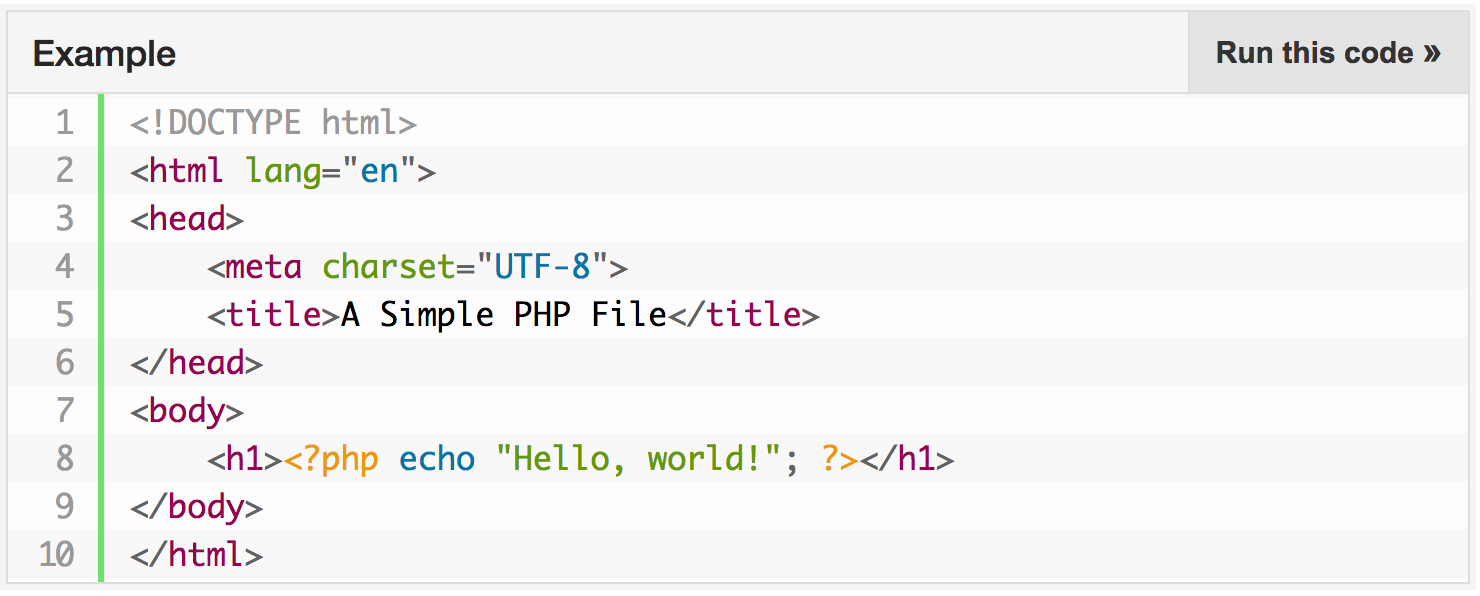 Example
Run this code »
1 <!DOCTYPE html>
2 <html lang="en">
3 <head>
4     <meta charset="UTF-8">
5     <title>A Simple PHP File</title>
6 </head>
7 <body>
8     <h1><?php echo "Hello, world!"; ?></h1>
9 </body>
10 </html>